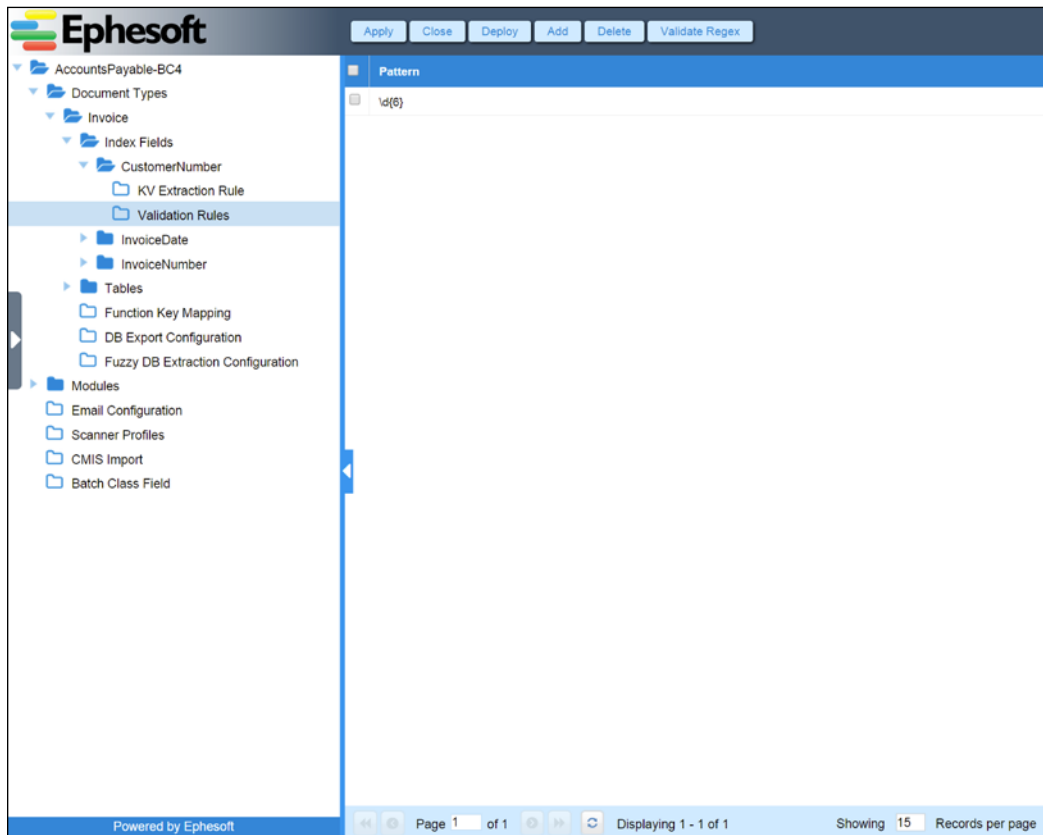 Ephesoft
Apply Close Deploy Add Delete Validate Regex
AccountsPayable-BC4
Document Types
Invoice
Index Fields
CustomerNumber
KV Extraction Rule
Validation Rules
InvoiceDate
InvoiceNumber
Tables
Function Key Mapping
DB Export Configuration
Fuzzy DB Extraction Configuration
Modules
Email Configuration
Scanner Profiles
CMIS Import
Batch Class Field
Powered by Ephesoft
Pattern
\d{6}
Page 1 of 1 Displaying 1 - 1 of 1 Showing 15 Records per page